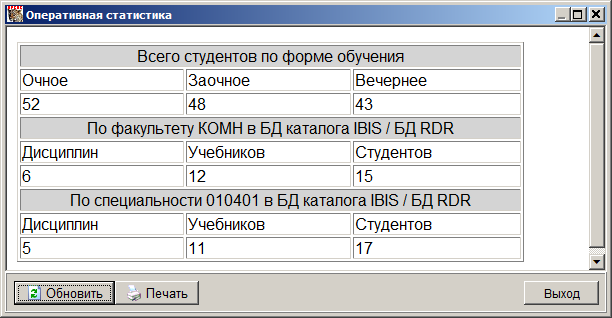 Оперативная статистика
Всего студентов по форме обучения
Очное Заочное Вечернее
52 48 43
По факультету КОМН в БД каталога IBIS / БД RDR
Дисциплин Учебников Студентов
6 12 15
По специальности 010401 в БД каталога IBIS / БД RDR
Дисциплин Учебников Студентов
5 11 17
Обновить Печать Выход